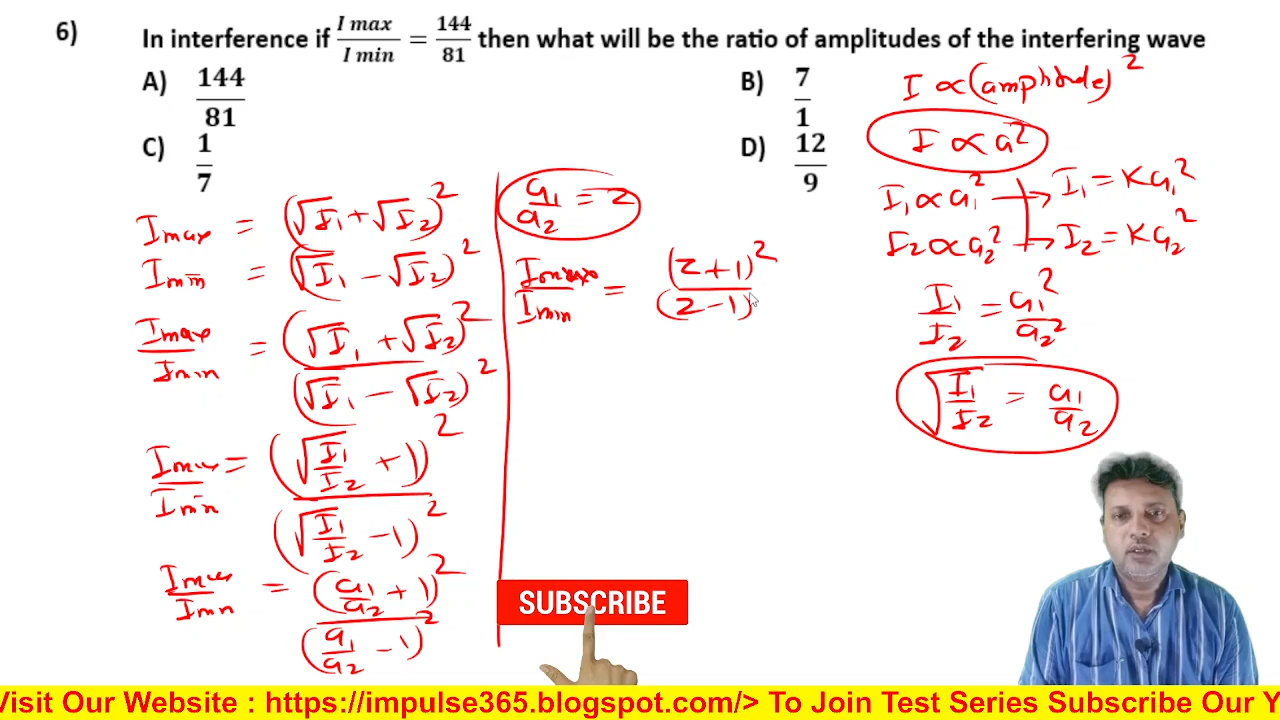 6) In interference if I max / I min = 144 / 81 then what will be the ratio of amplitudes of the interfering wave
A) 144/81
B) 7/1
C) 1/7
D) 12/9
I ∝ (amplitude)²
I ∝ a²
I₁ ∝ a₁² → I₁ = Ka₁²
I₂ ∝ a₂² → I₂ = Ka₂²
I₁/I₂ = a₁²/a₂²
√(I₁/I₂) = a₁/a₂
Imax = (√I₁ + √I₂)²
Imin = (√I₁ − √I₂)²
Imax/Imin = (√I₁ + √I₂)²/(√I₁ − √I₂)²
Imax/Imin = (√(I₁/I₂) + 1)²/(√(I₁/I₂) − 1)²
Imax/Imin = (a₁/a₂ + 1)²/(a₁/a₂ − 1)²
a₁/a₂ = z
Imax/Imin = (z+1)²/(z−1)
SUBSCRIBE
Visit Our Website : https://impulse365.blogspot.com/> To Join Test Series Subscribe Our Y